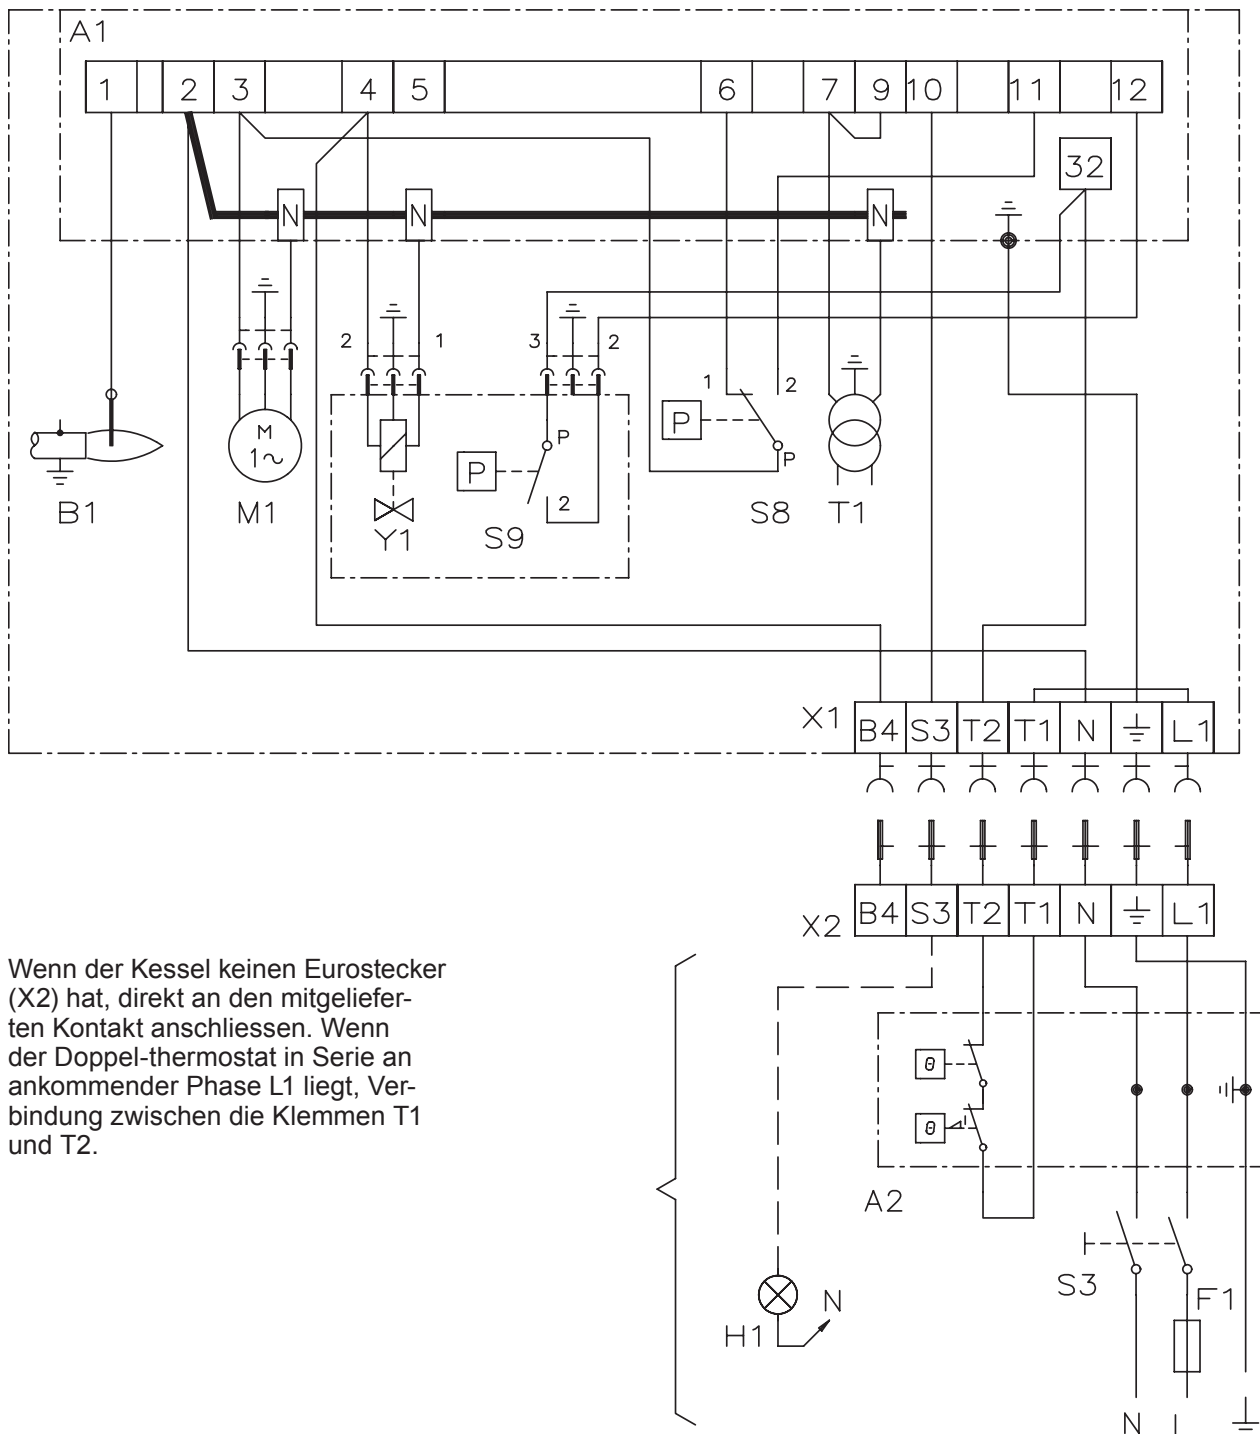 A1
1 2 3 4 5 6 7 9 10 11 12
32
N N N
2 1 3 2
1 2
P
P
M
1~
P
P
2
B1 M1 Y1 S9 S8 T1
X1 B4 S3 T2 T1 N L1
X2 B4 S3 T2 T1 N L1
Wenn der Kessel keinen Eurostecker
(X2) hat, direkt an den mitgeliefer-
ten Kontakt anschliessen. Wenn
der Doppel-thermostat in Serie an
ankommender Phase L1 liegt, Ver-
bindung zwischen die Klemmen T1
und T2.
θ
θ
A2
S3 F1
H1 N
N L